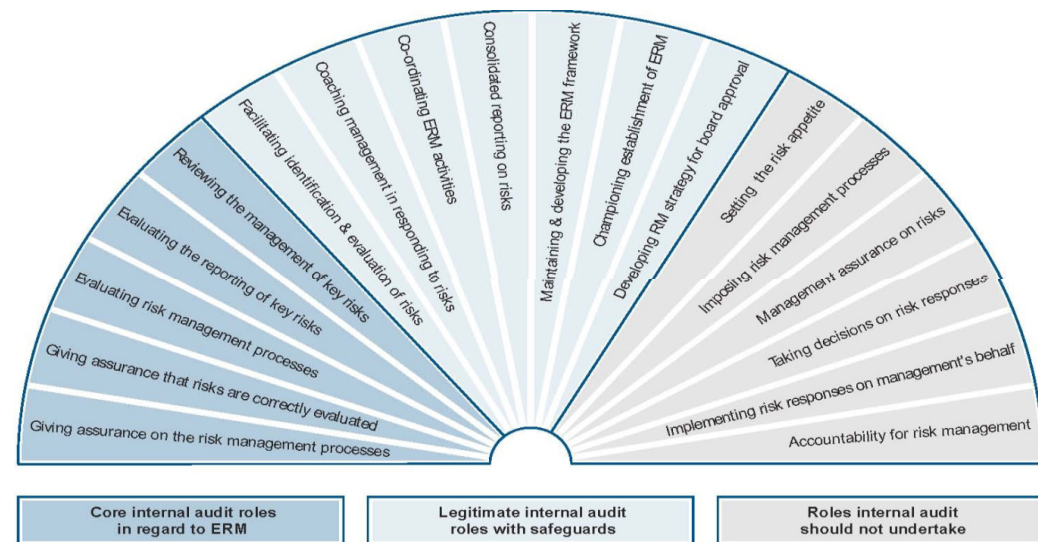 Giving assurance on the risk management processes
Giving assurance that risks are correctly evaluated
Evaluating risk management processes
Evaluating the reporting of key risks
Reviewing the management of key risks
Facilitating identification & evaluation of risks
Coaching management in responding to risks
Co-ordinating ERM activities
Consolidated reporting on risks
Maintaining & developing the ERM framework
Championing establishment of ERM
Developing RM strategy for board approval
Setting the risk appetite
Imposing risk management processes
Management assurance on risks
Taking decisions on risk responses
Implementing risk responses on management's behalf
Accountability for risk management
Core internal audit roles
in regard to ERM
Legitimate internal audit
roles with safeguards
Roles internal audit
should not undertake